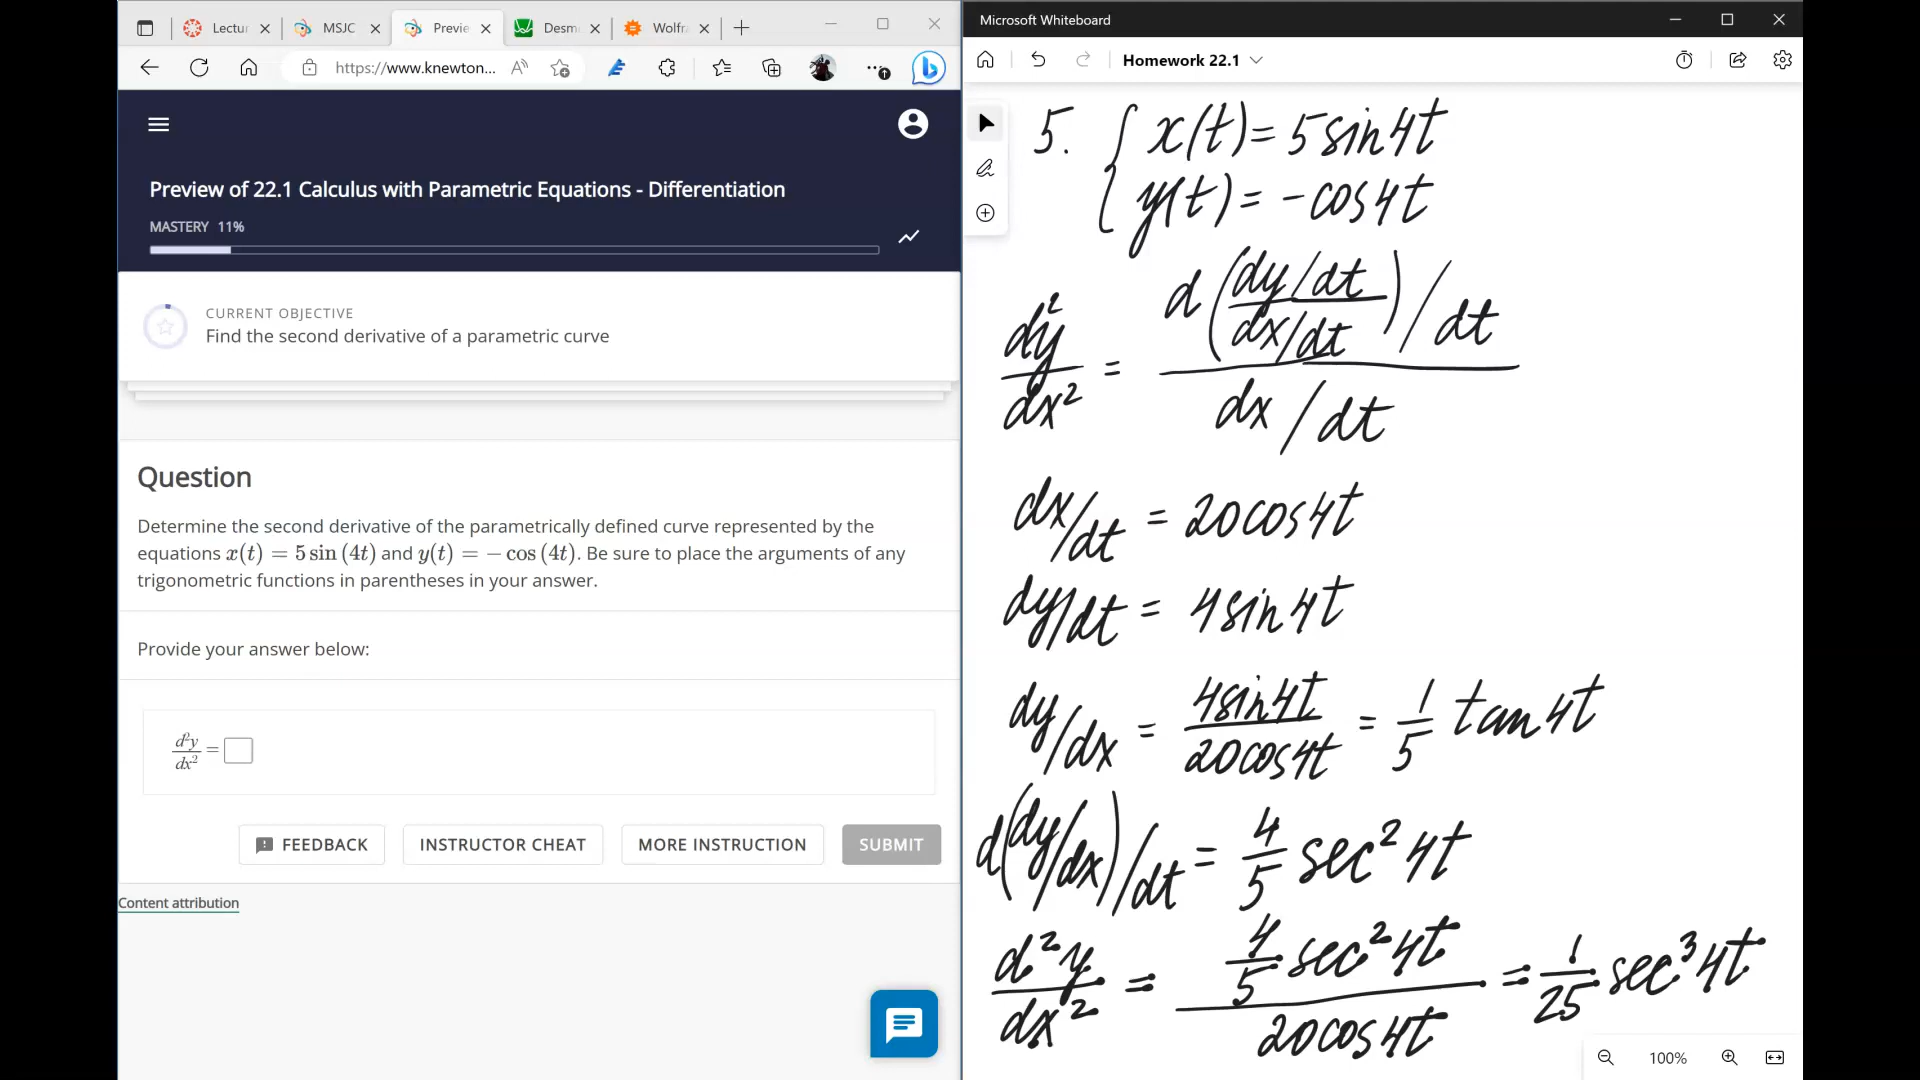 Lectur MSJC Previe Desm Wolfra
https://www.knewton...
Preview of 22.1 Calculus with Parametric Equations - Differentiation
MASTERY 11%
CURRENT OBJECTIVE
Find the second derivative of a parametric curve
Question
Determine the second derivative of the parametrically defined curve represented by the
equations x(t) = 5 sin (4t) and y(t) = − cos (4t). Be sure to place the arguments of any
trigonometric functions in parentheses in your answer.
Provide your answer below:
d²y/dx² =
FEEDBACK INSTRUCTOR CHEAT MORE INSTRUCTION SUBMIT
Content attribution
Microsoft Whiteboard
Homework 22.1
5. { x(t) = 5 sin 4t
y(t) = - cos 4t
dy²/dx² = d((dy/dt)/(dx/dt))/dt / dx/dt
dx/dt = 20 cos 4t
dy/dt = 4 sin 4t
dy/dx = 4 sin 4t / 20 cos 4t = 1/5 tan 4t
d(dy/dx)/dt = 4/5 sec² 4t
d²y/dx² = 4/5 sec² 4t / 20 cos 4t = 1/25 sec³ 4t
100%